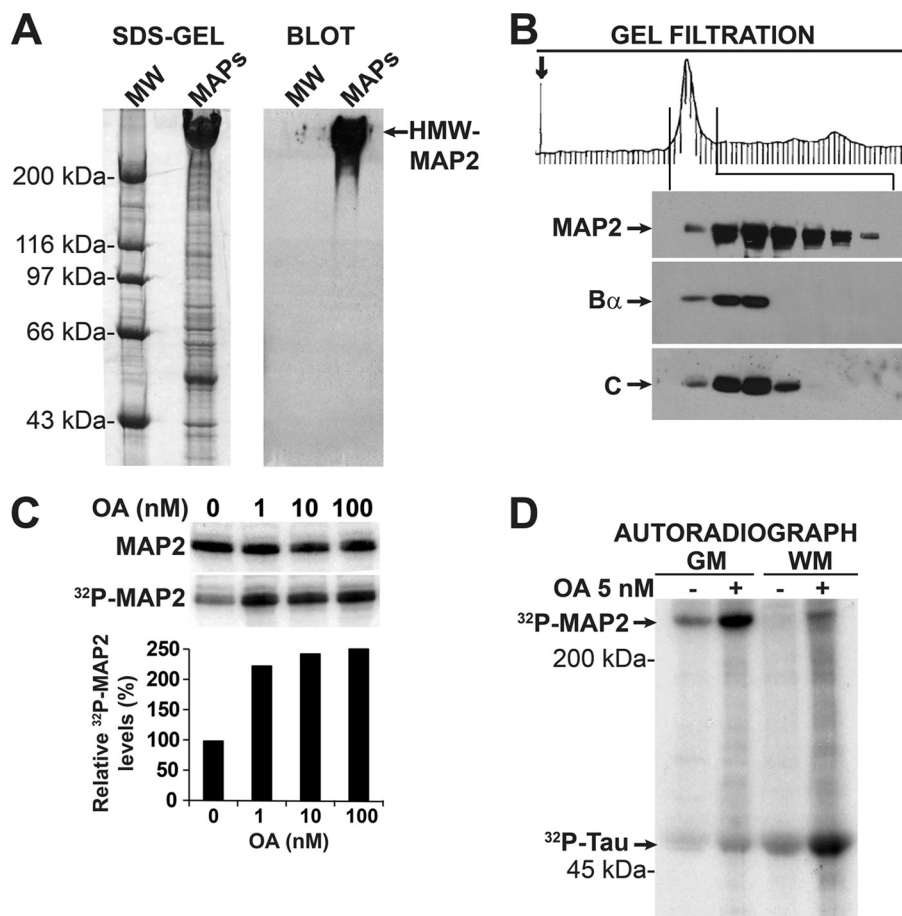 A
SDS-GEL BLOT
MW MAPs MW MAPs
HMW-
MAP2
200 kDa-
116 kDa-
97 kDa-
66 kDa-
43 kDa-
B
GEL FILTRATION
MAP2
Bα
C
C
OA (nM) 0 1 10 100
MAP2
³²P-MAP2
Relative ³²P-MAP2
levels (%)
250
200
150
100
50
0
0 1 10 100
OA (nM)
D
AUTORADIOGRAPH
GM WM
OA 5 nM - + - +
³²P-MAP2
200 kDa-
³²P-Tau
45 kDa-